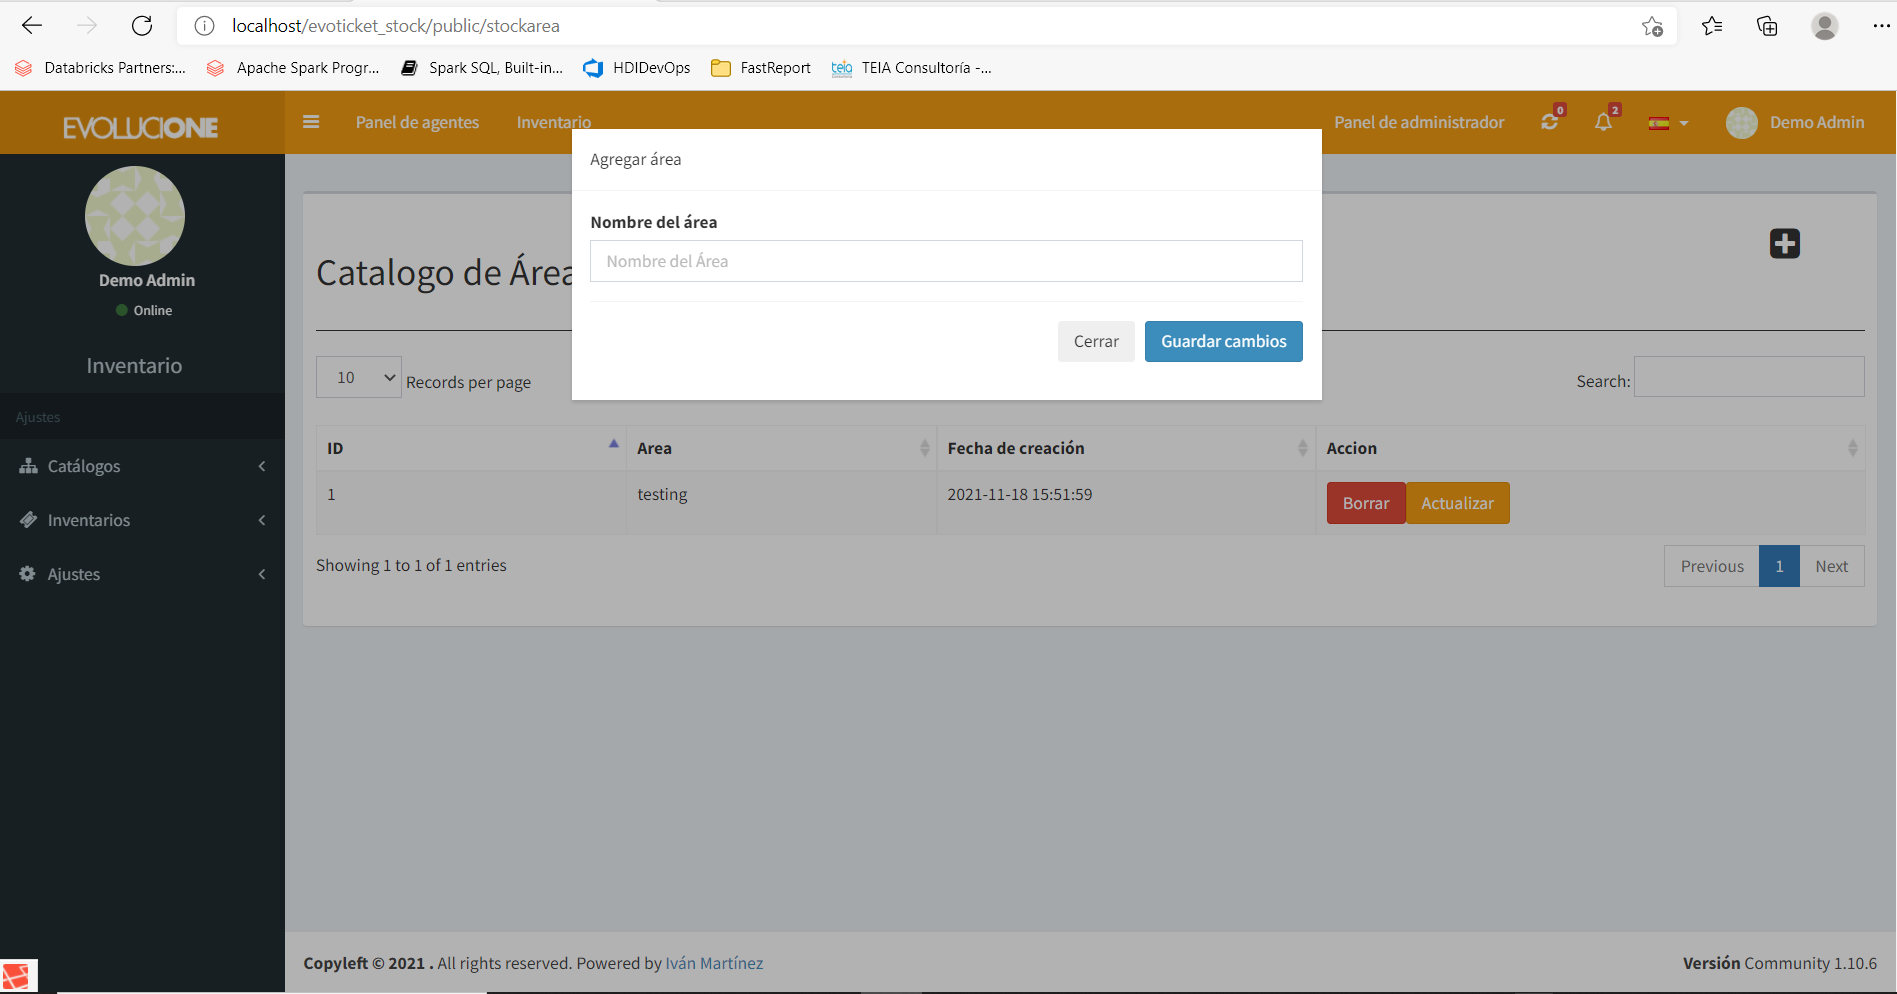 localhost/evoticket_stock/public/stockarea
Databricks Partners:... Apache Spark Progr... Spark SQL, Built-in... HDIDevOps FastReport teia TEIA Consultoría -...
EVOLUCIONE Panel de agentes Inventario Panel de administrador 0 2 Demo Admin
Agregar área
Nombre del área
Nombre del Área
Cerrar Guardar cambios
Demo Admin
Online
Inventario
Ajustes
Catálogos
Inventarios
Ajustes
Catalogo de Área
10 Records per page Search:
ID Area Fecha de creación Accion
1 testing 2021-11-18 15:51:59 Borrar Actualizar
Showing 1 to 1 of 1 entries Previous 1 Next
Copyleft © 2021 . All rights reserved. Powered by Iván Martínez Versión Community 1.10.6